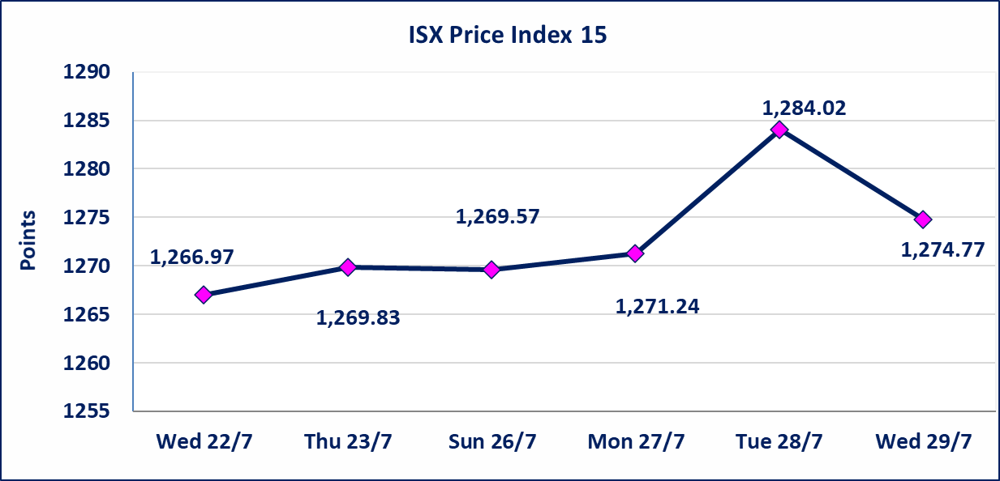 ISX Price Index 15
Points
1290
1285
1280
1275
1270
1265
1260
1255
1,266.97
1,269.83
1,269.57
1,271.24
1,284.02
1,274.77
Wed 22/7
Thu 23/7
Sun 26/7
Mon 27/7
Tue 28/7
Wed 29/7